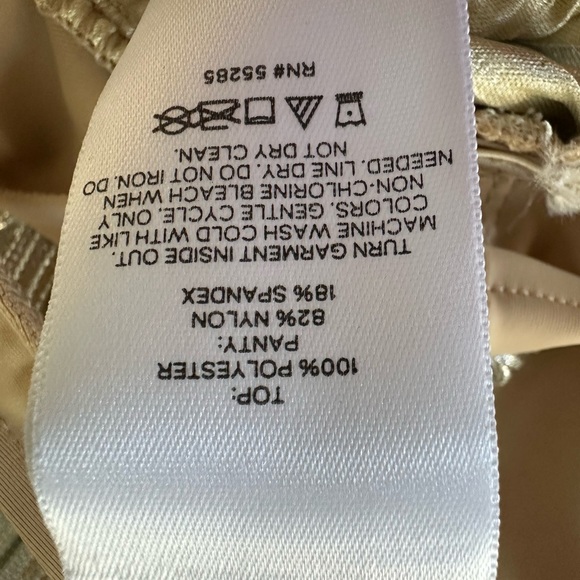 TOP:
100% POLYESTER
PANTY:
82% NYLON
18% SPANDEX
TURN GARMENT INSIDE OUT.
MACHINE WASH COLD WITH LIKE
COLORS. GENTLE CYCLE. ONLY
NON-CHLORINE BLEACH WHEN
NEEDED. LINE DRY. DO NOT IRON. DO
NOT DRY CLEAN.
RN# 55285